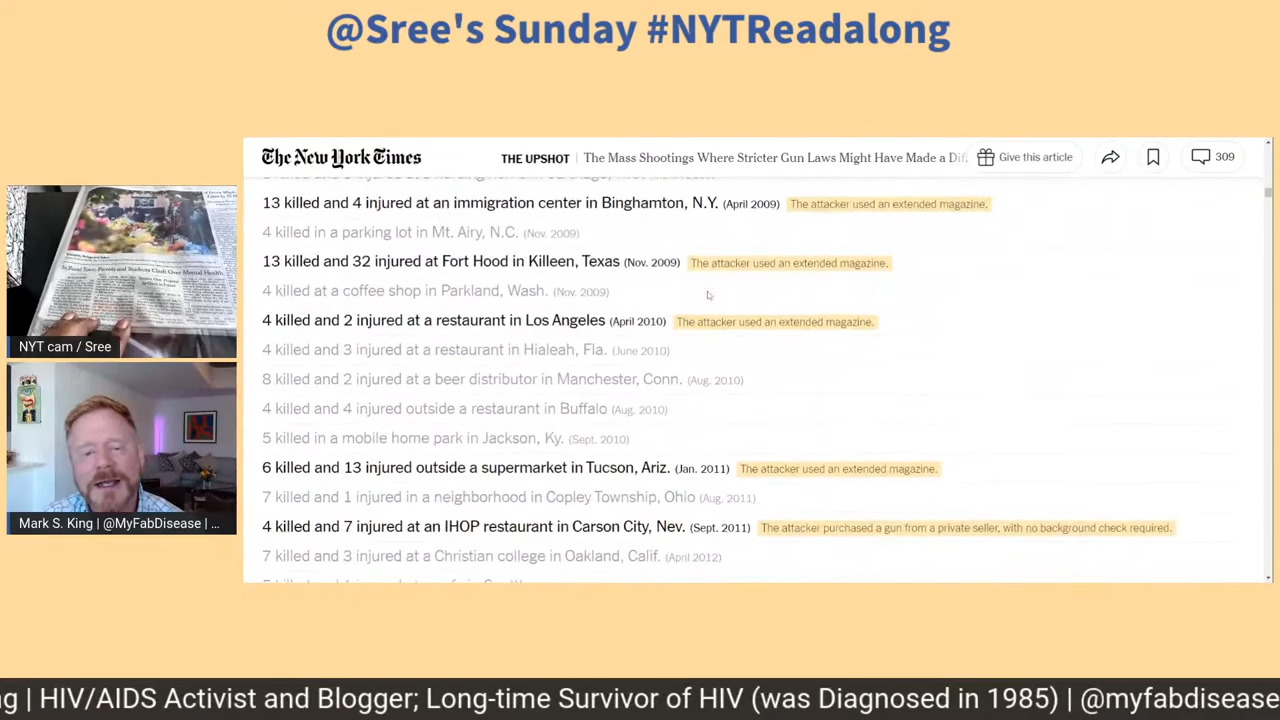 @Sree's Sunday #NYTReadalong
The New York Times
THE UPSHOT
The Mass Shootings Where Stricter Gun Laws Might Have Made a Dif
Give this article
309
13 killed and 4 injured at an immigration center in Binghamton, N.Y. (April 2009) The attacker used an extended magazine.
4 killed in a parking lot in Mt. Airy, N.C. (Nov. 2009)
13 killed and 32 injured at Fort Hood in Killeen, Texas (Nov. 2009) The attacker used an extended magazine.
4 killed at a coffee shop in Parkland, Wash. (Nov. 2009)
4 killed and 2 injured at a restaurant in Los Angeles (April 2010) The attacker used an extended magazine.
4 killed and 3 injured at a restaurant in Hialeah, Fla. (June 2010)
8 killed and 2 injured at a beer distributor in Manchester, Conn. (Aug. 2010)
4 killed and 4 injured outside a restaurant in Buffalo (Aug. 2010)
5 killed in a mobile home park in Jackson, Ky. (Sept. 2010)
6 killed and 13 injured outside a supermarket in Tucson, Ariz. (Jan. 2011) The attacker used an extended magazine.
7 killed and 1 injured in a neighborhood in Copley Township, Ohio (Aug. 2011)
4 killed and 7 injured at an IHOP restaurant in Carson City, Nev. (Sept. 2011) The attacker purchased a gun from a private seller, with no background check required.
7 killed and 3 injured at a Christian college in Oakland, Calif. (April 2012)
Parents and Students Clash Over Mental Health
NYT cam / Sree
Mark S. King | @MyFabDisease | ...
g | HIV/AIDS Activist and Blogger; Long-time Survivor of HIV (was Diagnosed in 1985) | @myfabdisease